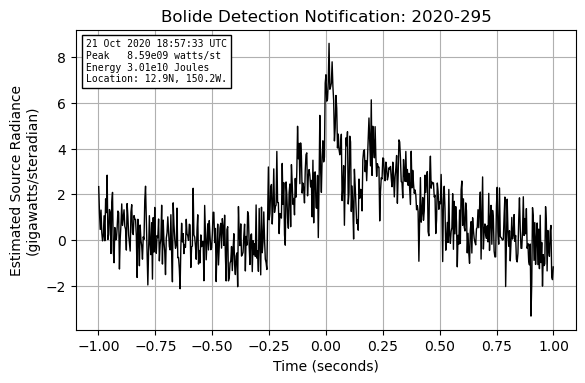 Bolide Detection Notification: 2020-295
21 Oct 2020 18:57:33 UTC
Peak   8.59e09 watts/st
Energy 3.01e10 Joules
Location: 12.9N, 150.2W.
Estimated Source Radiance
(gigawatts/steradian)
8
6
4
2
0
−2
−1.00 −0.75 −0.50 −0.25 0.00 0.25 0.50 0.75 1.00
Time (seconds)